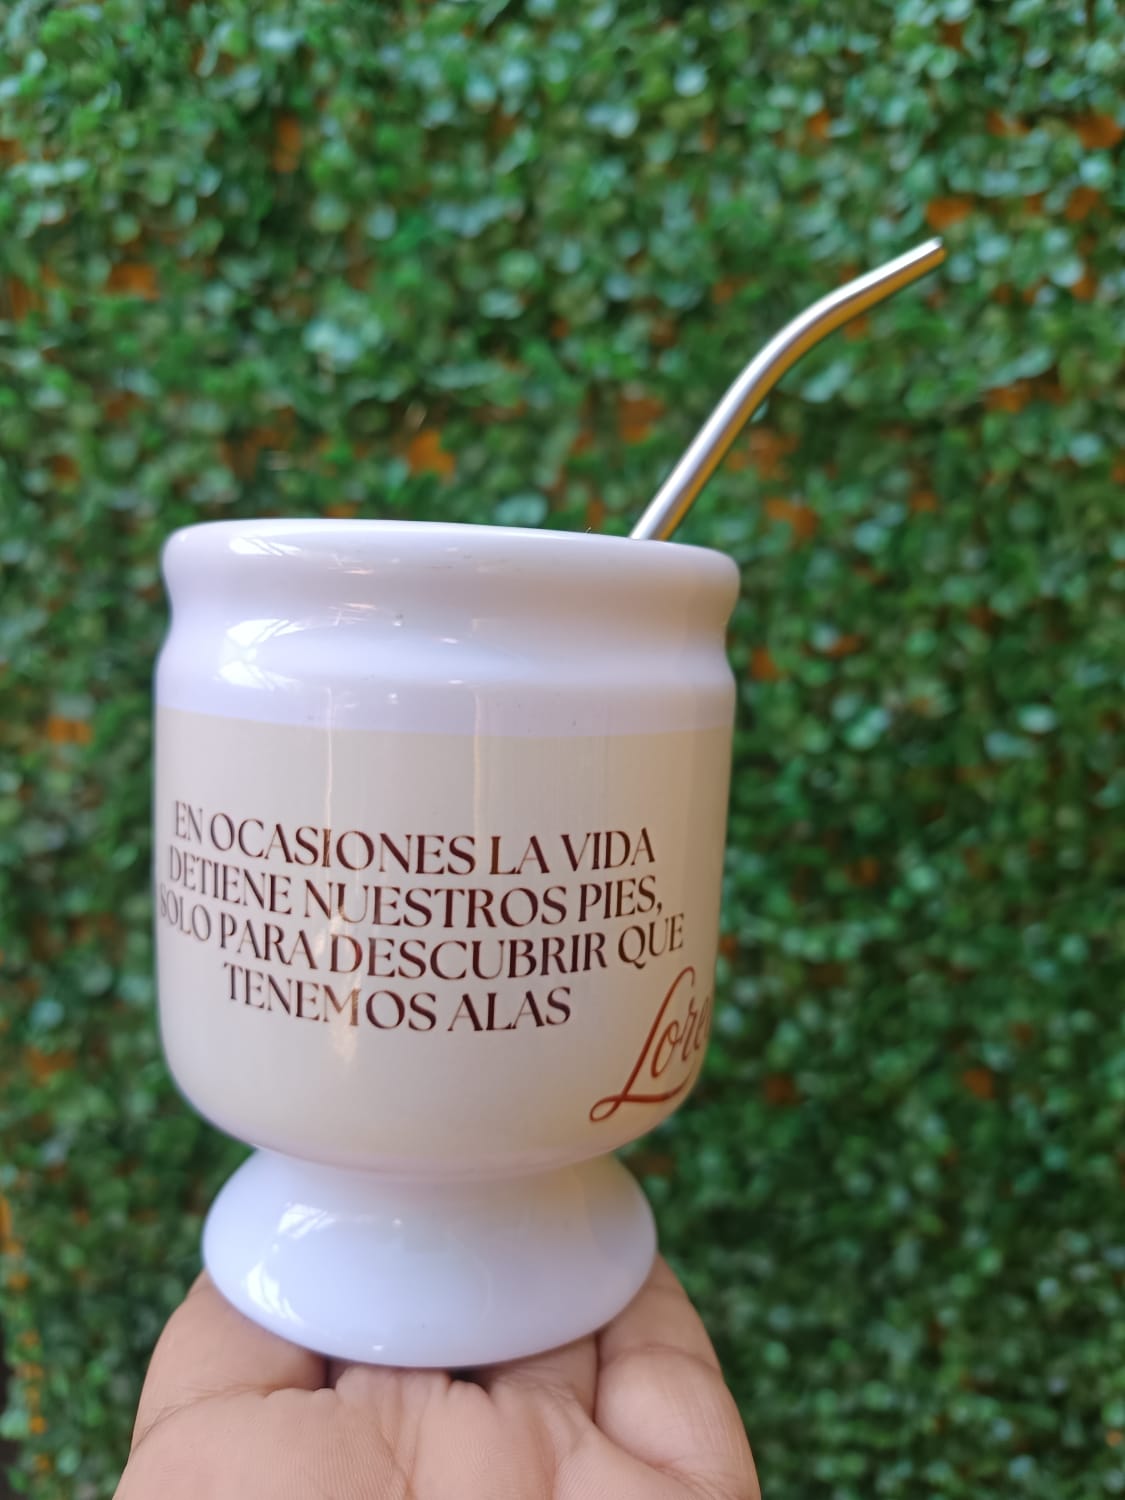 EN OCASIONES LA VIDA
DETIENE NUESTROS PIES,
SOLO PARA DESCUBRIR QUE
TENEMOS ALAS